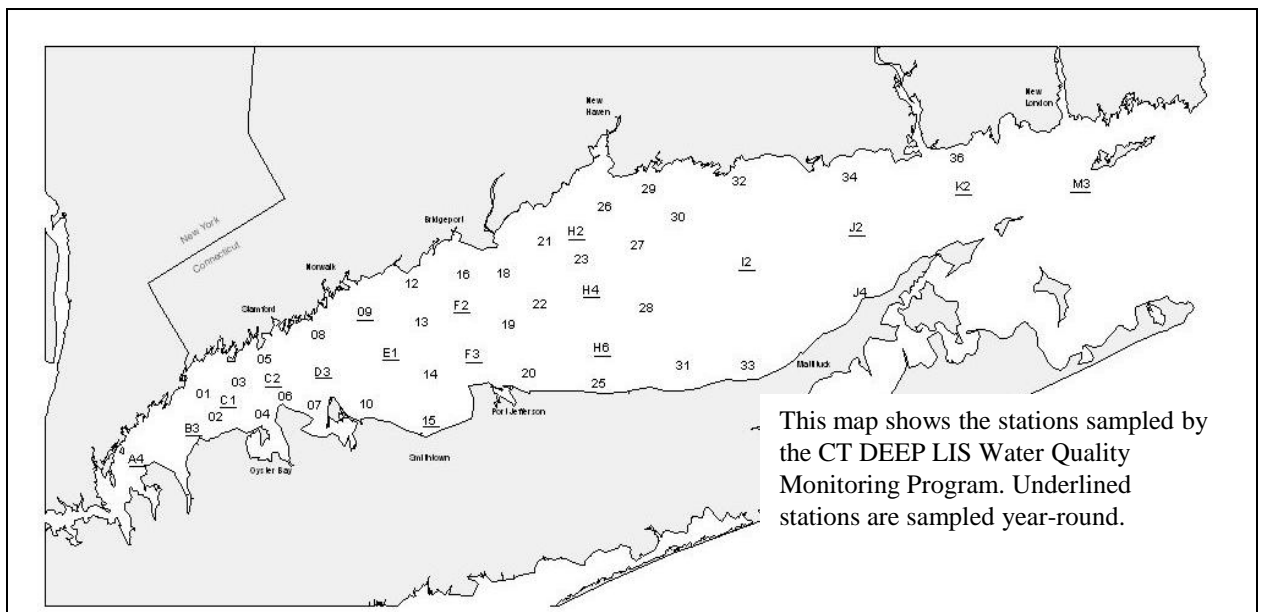 New
Haven
New
London
36
29
32
34
K2
M3
26
30
Bridgeport
H2
21
27
J2
New York
Connecticut
23
I2
16
18
Norwalk
12
H4
J4
F2
22
28
Stamford
09
13
19
08
E1
F3
H6
05
Mattituck
31
33
03
C2
D3
14
20
25
01
C1
06
07
10
Port Jefferson
02
04
15
B3
Smithtown
A4
Oyster Bay
This map shows the stations sampled by
the CT DEEP LIS Water Quality
Monitoring Program. Underlined
stations are sampled year-round.